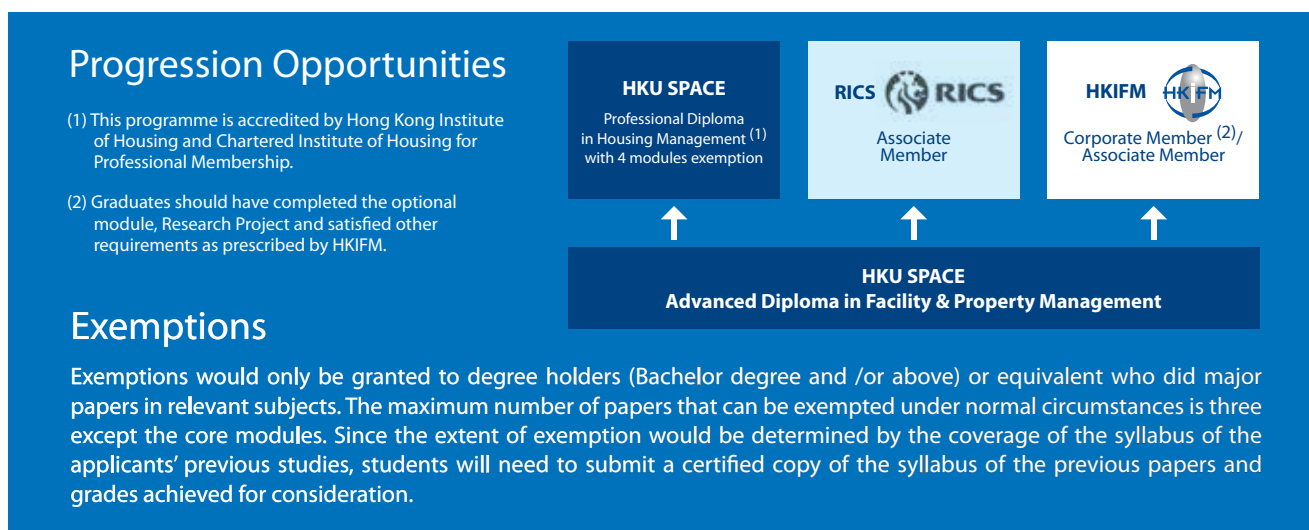 Progression Opportunities
(1) This programme is accredited by Hong Kong Institute
of Housing and Chartered Institute of Housing for
Professional Membership.
(2) Graduates should have completed the optional
module, Research Project and satisfied other
requirements as prescribed by HKIFM.
HKU SPACE
Professional Diploma
in Housing Management (1)
with 4 modules exemption
RICS RICS
Associate
Member
HKIFM HKIFM
Corporate Member (2)/
Associate Member
HKU SPACE
Advanced Diploma in Facility & Property Management
Exemptions
Exemptions would only be granted to degree holders (Bachelor degree and /or above) or equivalent who did major
papers in relevant subjects. The maximum number of papers that can be exempted under normal circumstances is three
except the core modules. Since the extent of exemption would be determined by the coverage of the syllabus of the
applicants' previous studies, students will need to submit a certified copy of the syllabus of the previous papers and
grades achieved for consideration.